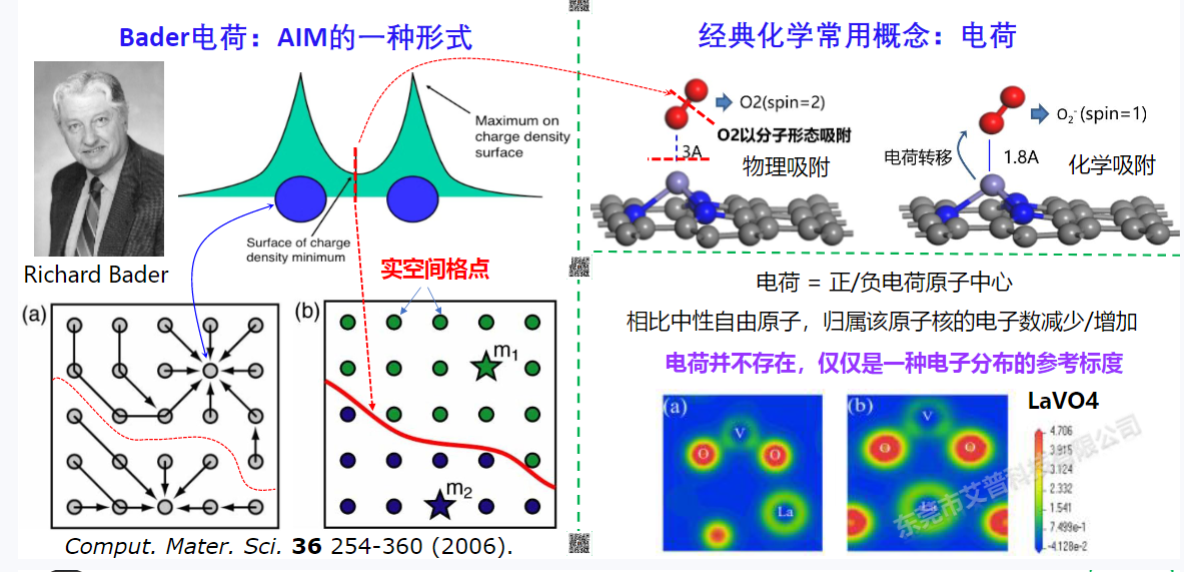 Bader电荷：AIM的一种形式
Maximum on
charge density
surface
Surface of charge
density minimum
Richard Bader
实空间格点
(a)
(b)
m1
m2
Comput. Mater. Sci. 36 254-360 (2006).
经典化学常用概念：电荷
O2(spin=2)
O2以分子形态吸附
3A
物理吸附
O2-(spin=1)
电荷转移
1.8A
化学吸附
电荷 = 正/负电荷原子中心
相比中性自由原子，归属该原子核的电子数减少/增加
电荷并不存在，仅仅是一种电子分布的参考标度
(a)
V
O
O
La
(b)
V
O
O
La
LaVO4
4.706
3.915
3.124
2.332
1.541
7.499e-1
-4.128e-2
东莞市艾普科技有限公司